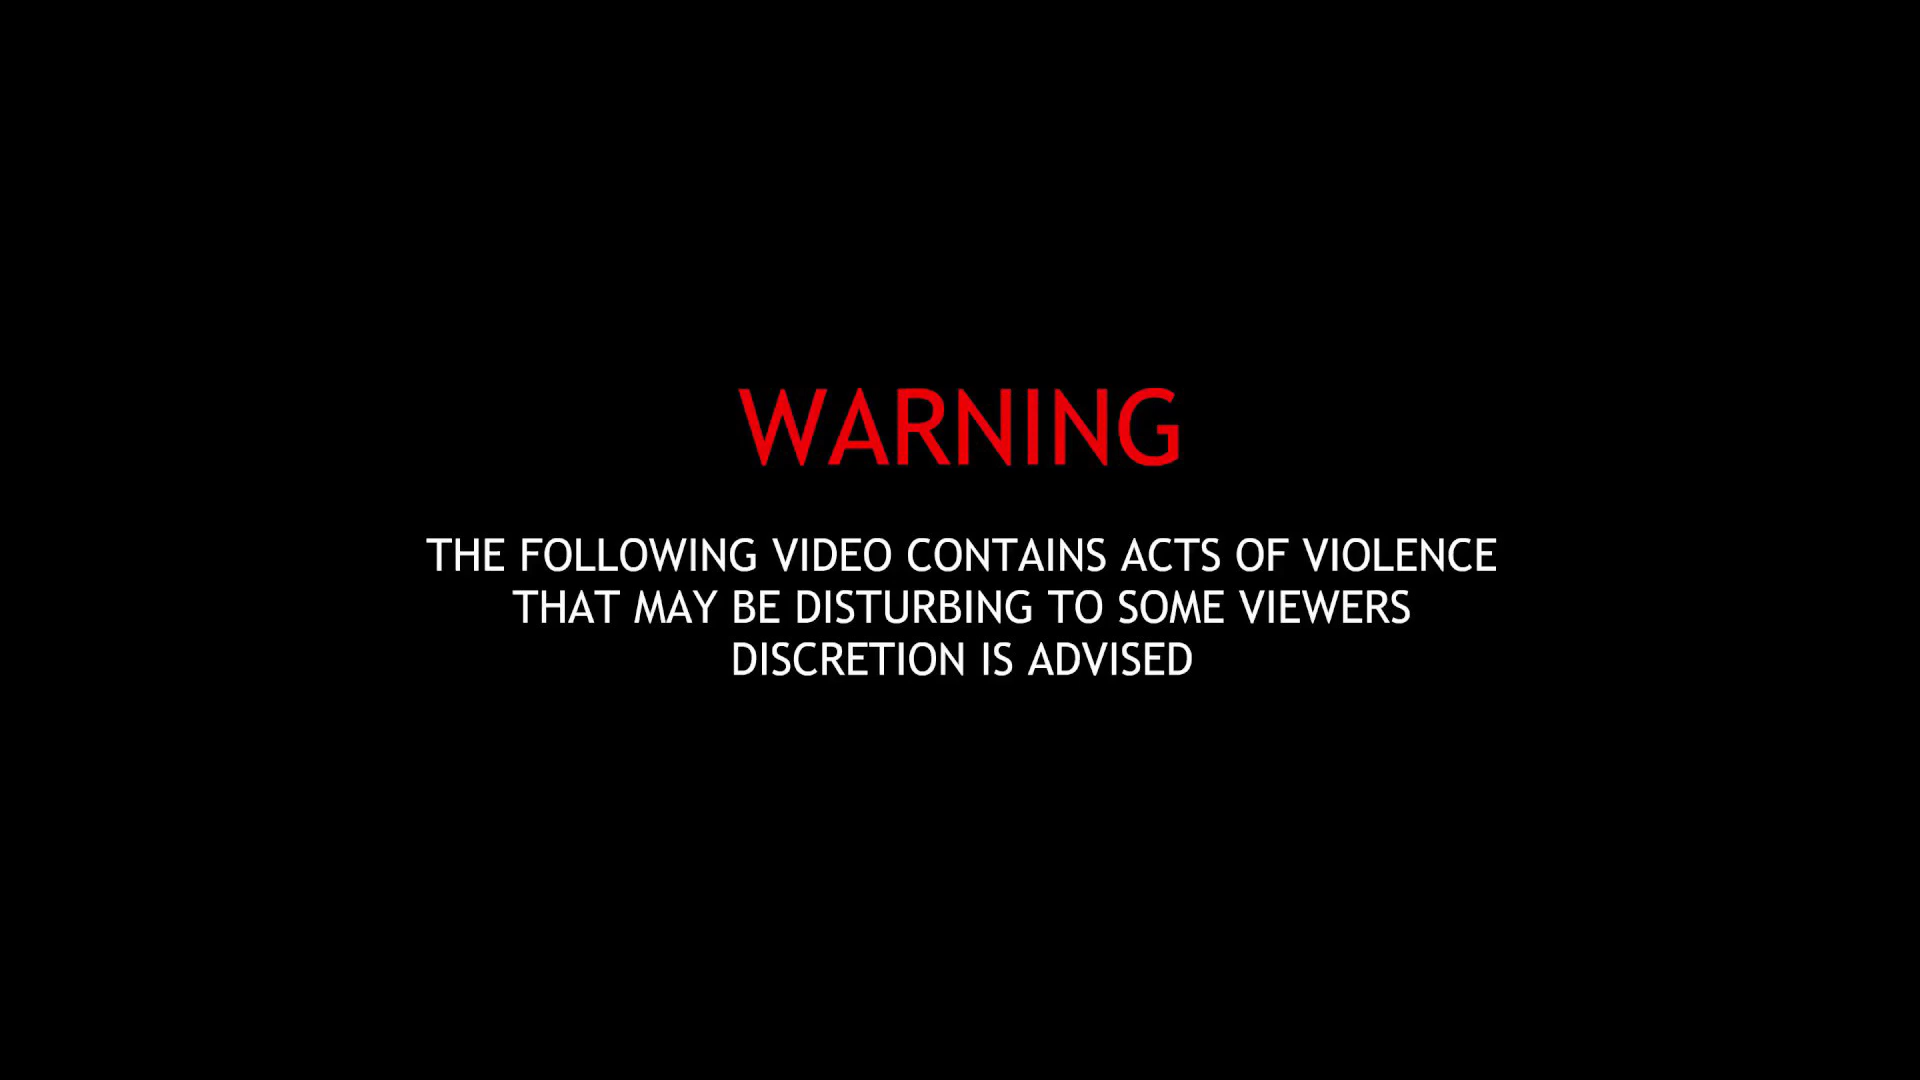 WARNING
THE FOLLOWING VIDEO CONTAINS ACTS OF VIOLENCE
THAT MAY BE DISTURBING TO SOME VIEWERS
DISCRETION IS ADVISED